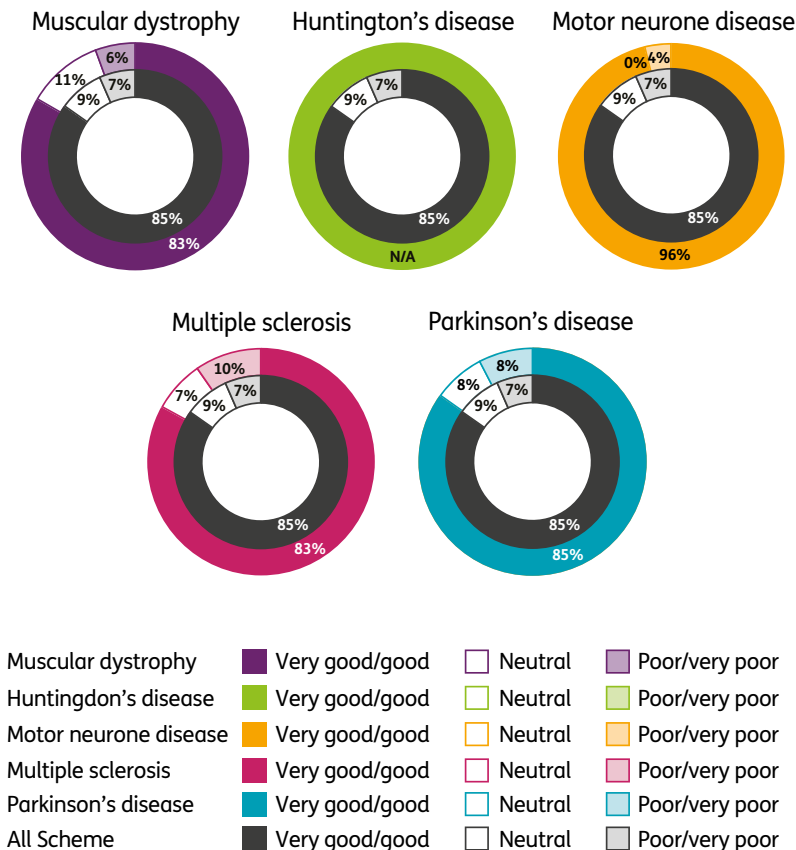 Muscular dystrophy
Huntington’s disease
Motor neurone disease
6%
11%
7%
9%
85%
83%
7%
9%
85%
N/A
4%
0%
7%
9%
85%
96%
Multiple sclerosis
Parkinson’s disease
10%
7%
7%
9%
85%
83%
8%
8%
7%
9%
85%
85%
Muscular dystrophy Very good/good Neutral Poor/very poor
Huntingdon’s disease Very good/good Neutral Poor/very poor
Motor neurone disease Very good/good Neutral Poor/very poor
Multiple sclerosis Very good/good Neutral Poor/very poor
Parkinson’s disease Very good/good Neutral Poor/very poor
All Scheme Very good/good Neutral Poor/very poor